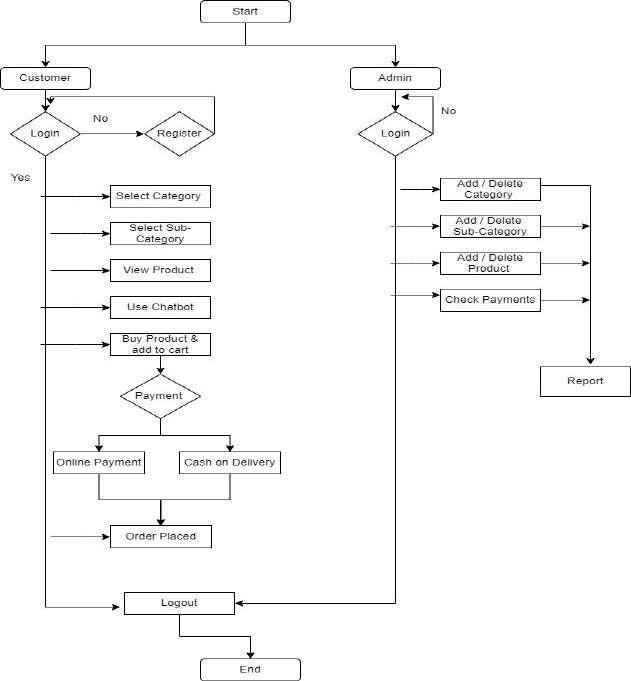 Start
Customer
Admin
Login
No
Register
Login
No
Yes
Select Category
Select Sub-
Category
View Product
Use Chatbot
Buy Product &
add to cart
Payment
Online Payment
Cash on Delivery
Order Placed
Add / Delete
Category
Add / Delete
Sub-Category
Add / Delete
Product
Check Payments
Report
Logout
End